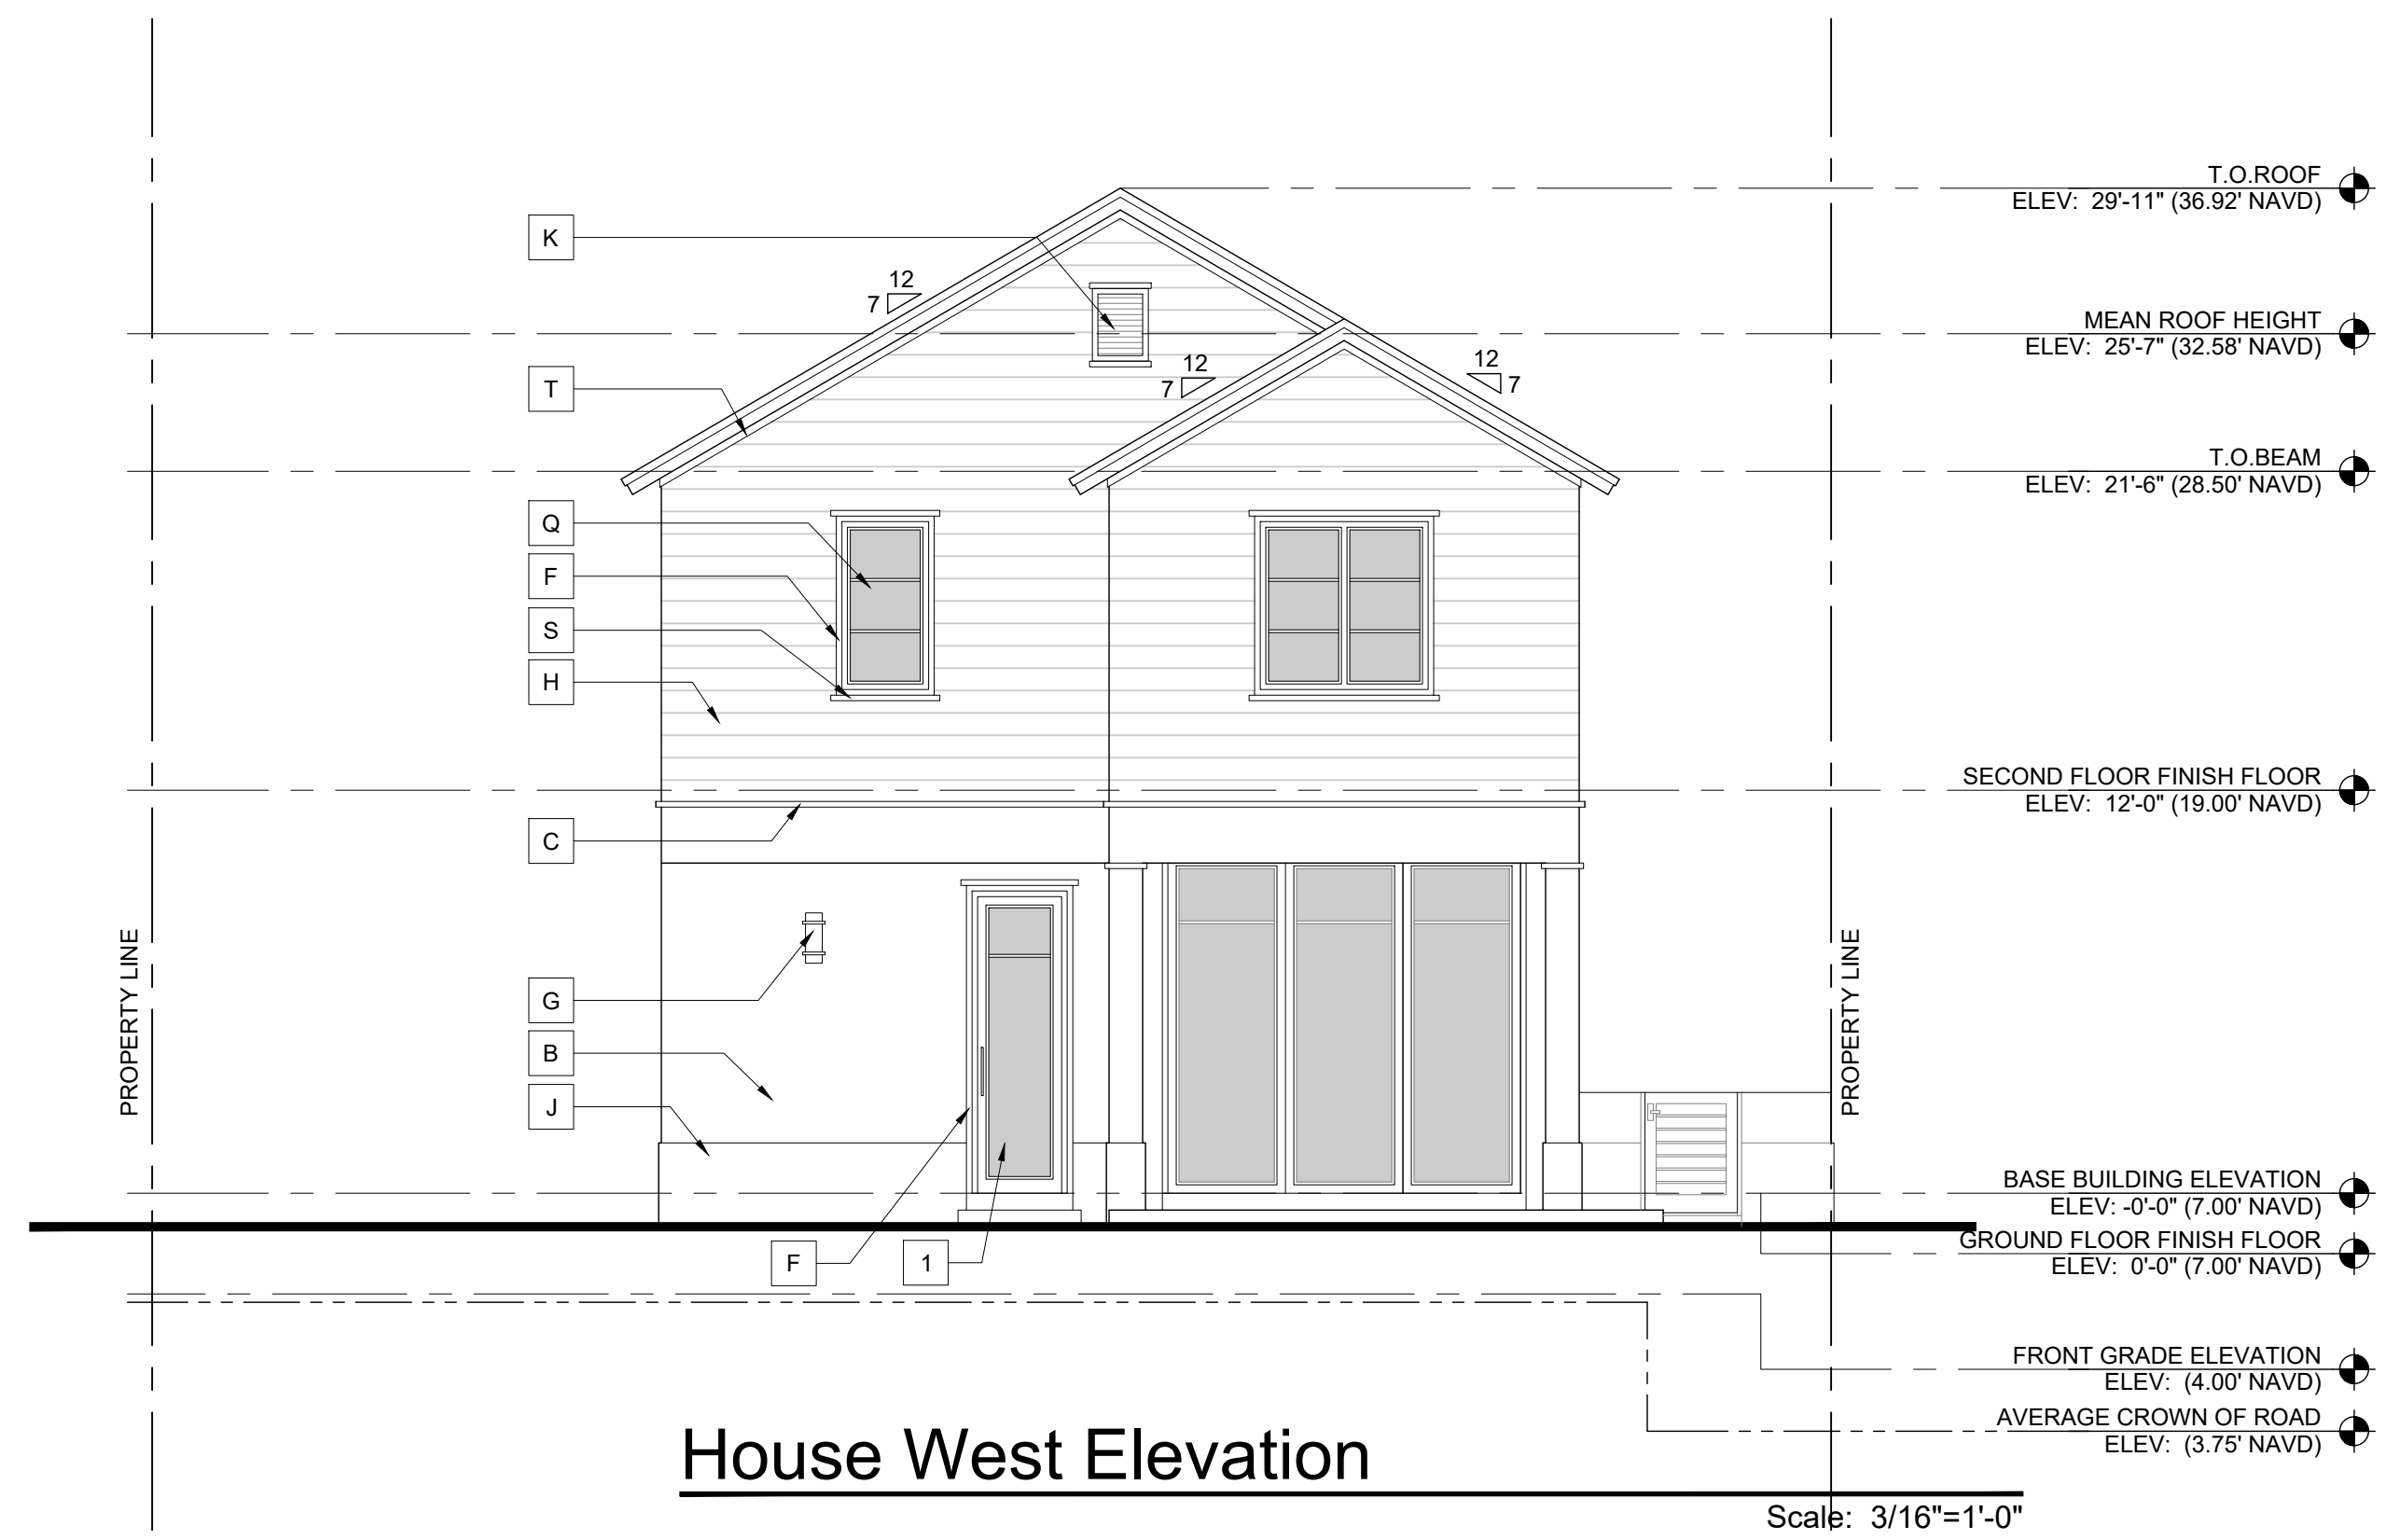 T.O.ROOF
ELEV: 29'-11" (36.92' NAVD)
K
12
7
MEAN ROOF HEIGHT
ELEV: 25'-7" (32.58' NAVD)
12
7
12
7
T
T.O.BEAM
ELEV: 21'-6" (28.50' NAVD)
Q
F
S
H
SECOND FLOOR FINISH FLOOR
ELEV: 12'-0" (19.00' NAVD)
C
G
B
J
PROPERTY LINE
PROPERTY LINE
BASE BUILDING ELEVATION
ELEV: -0'-0" (7.00' NAVD)
GROUND FLOOR FINISH FLOOR
ELEV: 0'-0" (7.00' NAVD)
F
1
FRONT GRADE ELEVATION
ELEV: (4.00' NAVD)
AVERAGE CROWN OF ROAD
ELEV: (3.75' NAVD)
House West Elevation
Scale: 3/16"=1'-0"